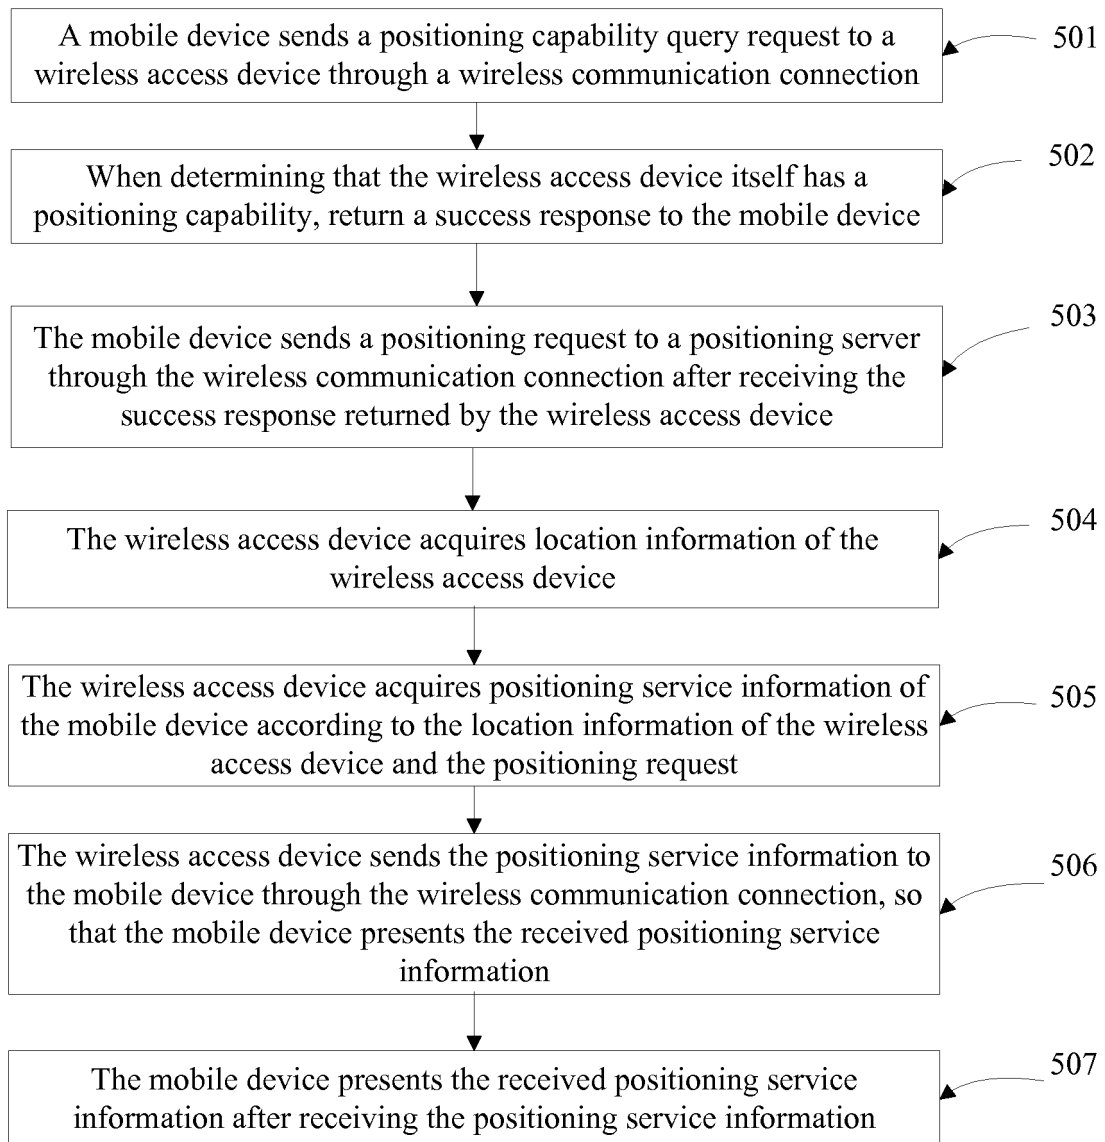 A mobile device sends a positioning capability query request to a
wireless access device through a wireless communication connection
501
When determining that the wireless access device itself has a
positioning capability, return a success response to the mobile device
502
The mobile device sends a positioning request to a positioning server
through the wireless communication connection after receiving the
success response returned by the wireless access device
503
The wireless access device acquires location information of the
wireless access device
504
The wireless access device acquires positioning service information of
the mobile device according to the location information of the wireless
access device and the positioning request
505
The wireless access device sends the positioning service information to
the mobile device through the wireless communication connection, so
that the mobile device presents the received positioning service
information
506
The mobile device presents the received positioning service
information after receiving the positioning service information
507